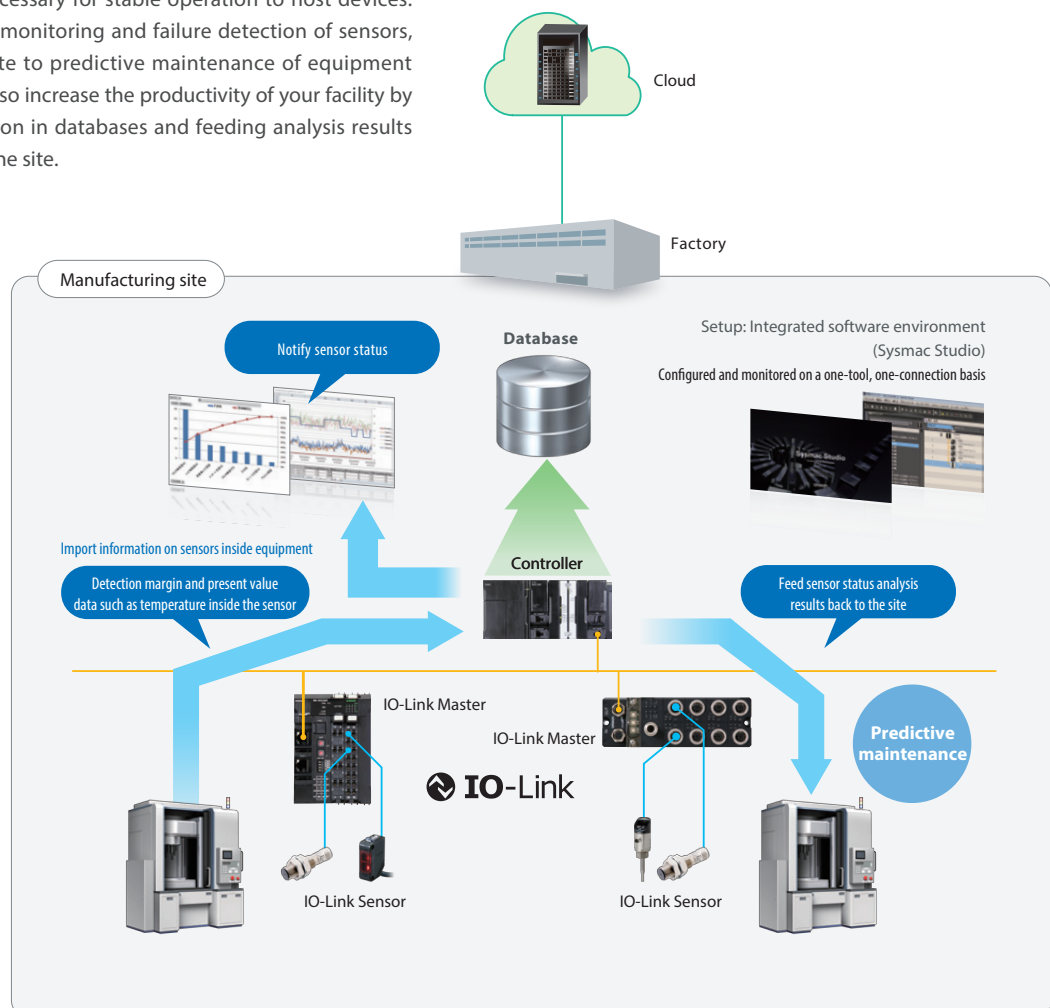 cessary for stable operation to host devices.
monitoring and failure detection of sensors,
te to predictive maintenance of equipment
so increase the productivity of your facility by
on in databases and feeding analysis results
he site.
Cloud
Factory
Manufacturing site
Notify sensor status
Database
Setup: Integrated software environment
(Sysmac Studio)
Configured and monitored on a one-tool, one-connection basis
Sysmac Studio
Import information on sensors inside equipment
Detection margin and present value
data such as temperature inside the sensor
Controller
Feed sensor status analysis
results back to the site
IO-Link Master
IO-Link Master
Predictive
maintenance
IO-Link
IO-Link Sensor
IO-Link Sensor